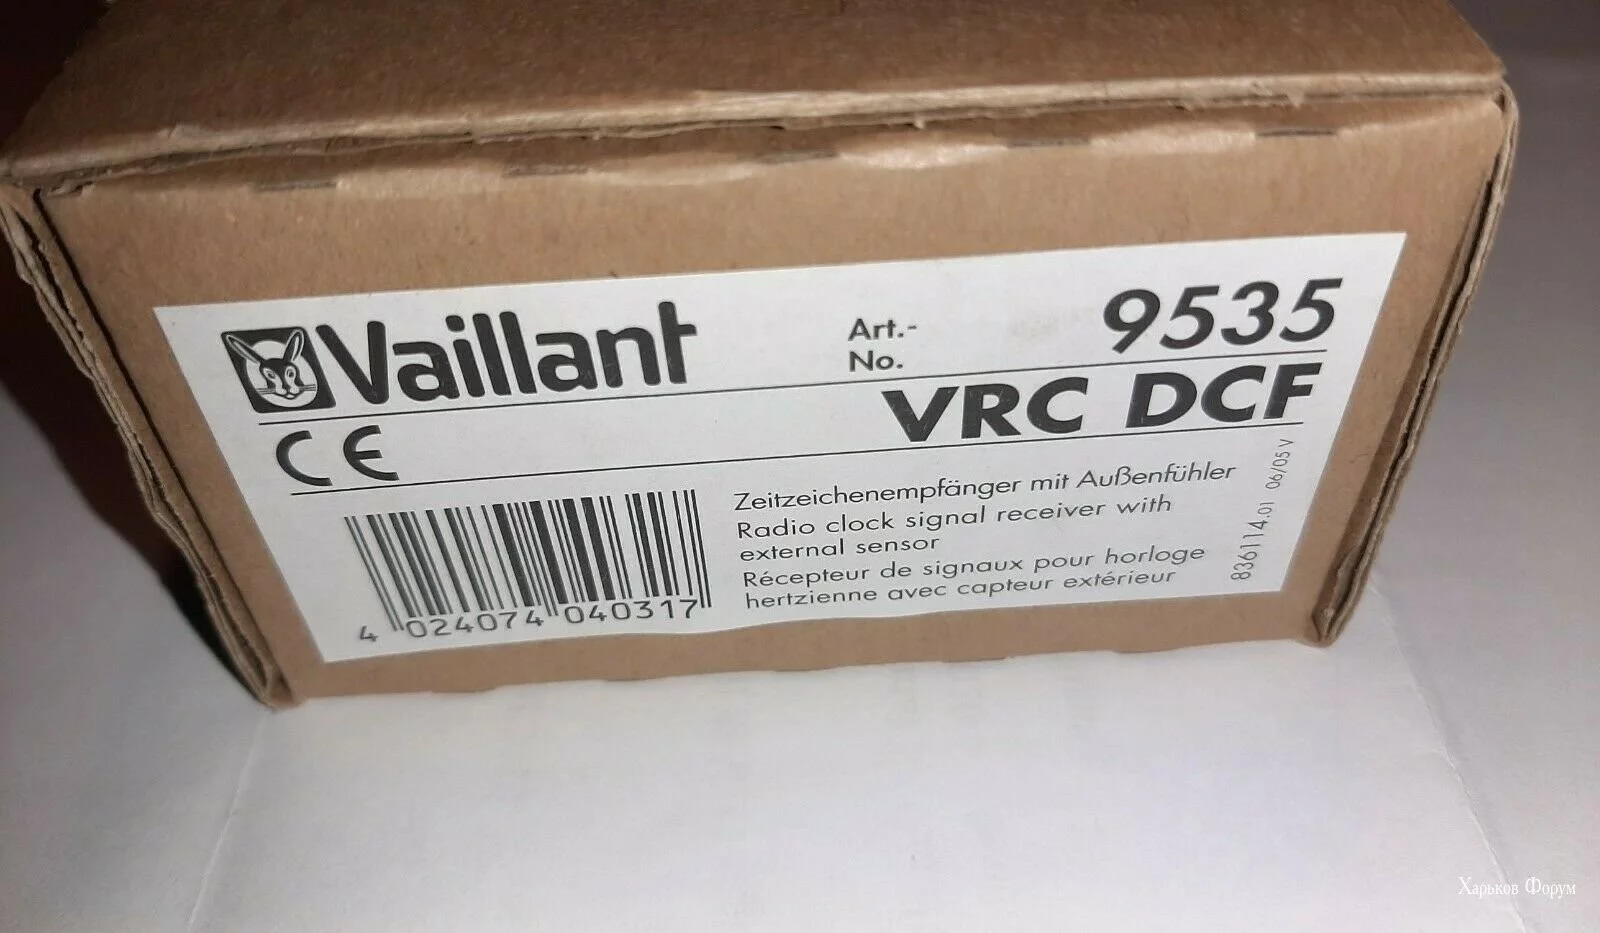 Vaillant
Art.-
No.
9535
VRC DCF
CE
Zeitzeichenempfänger mit Außenfühler
Radio clock signal receiver with
external sensor
Récepteur de signaux pour horloge
hertzienne avec capteur extérieur
836114.01 06/05 V
4 024074 040317
Харьков Форум